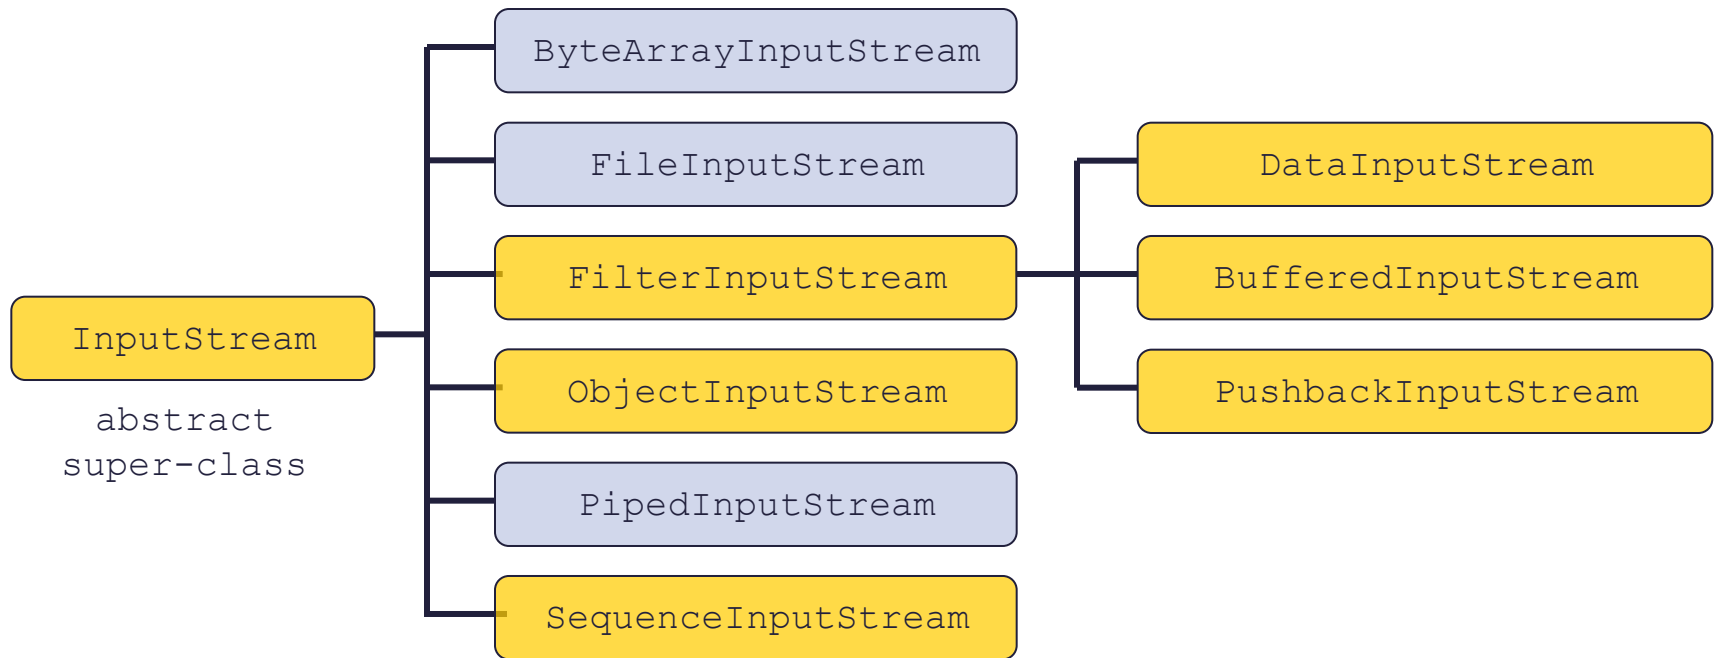 ByteArrayInputStream
FileInputStream
DataInputStream
FilterInputStream
BufferedInputStream
InputStream
abstract
super-class
ObjectInputStream
PushbackInputStream
PipedInputStream
SequenceInputStream